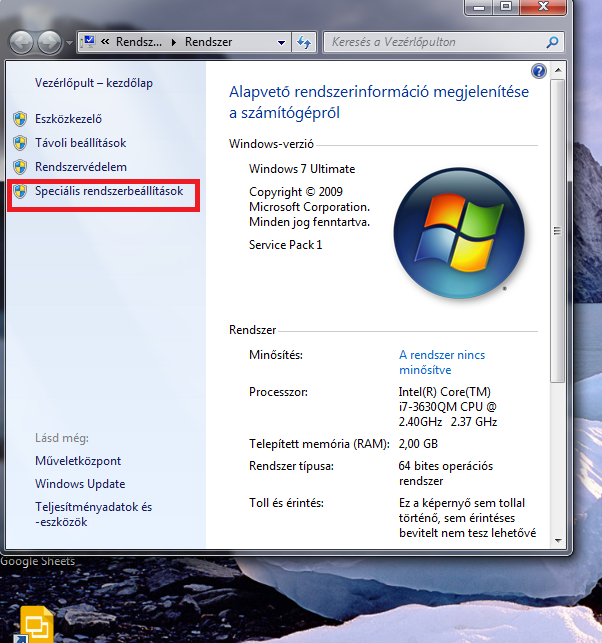 « Rendsz... ▸ Rendszer
Keresés a Vezérlőpulton
Vezérlőpult – kezdőlap
Eszközkezelő
Távoli beállítások
Rendszervédelem
Speciális rendszerbeállítások
Lásd még:
Műveletközpont
Windows Update
Teljesítményadatok és
-eszközök
Alapvető rendszerinformáció megjelenítése
a számítógépről
Windows-verzió
Windows 7 Ultimate
Copyright © 2009
Microsoft Corporation.
Minden jog fenntartva.
Service Pack 1
Rendszer
Minősítés: A rendszer nincs
minősítve
Processzor: Intel(R) Core(TM)
i7-3630QM CPU @
2.40GHz 2.37 GHz
Telepített memória (RAM): 2,00 GB
Rendszer típusa: 64 bites operációs
rendszer
Toll és érintés: Ez a képernyő sem tollal
történő, sem érintéses
bevitelt nem tesz lehetővé
Google Sheets